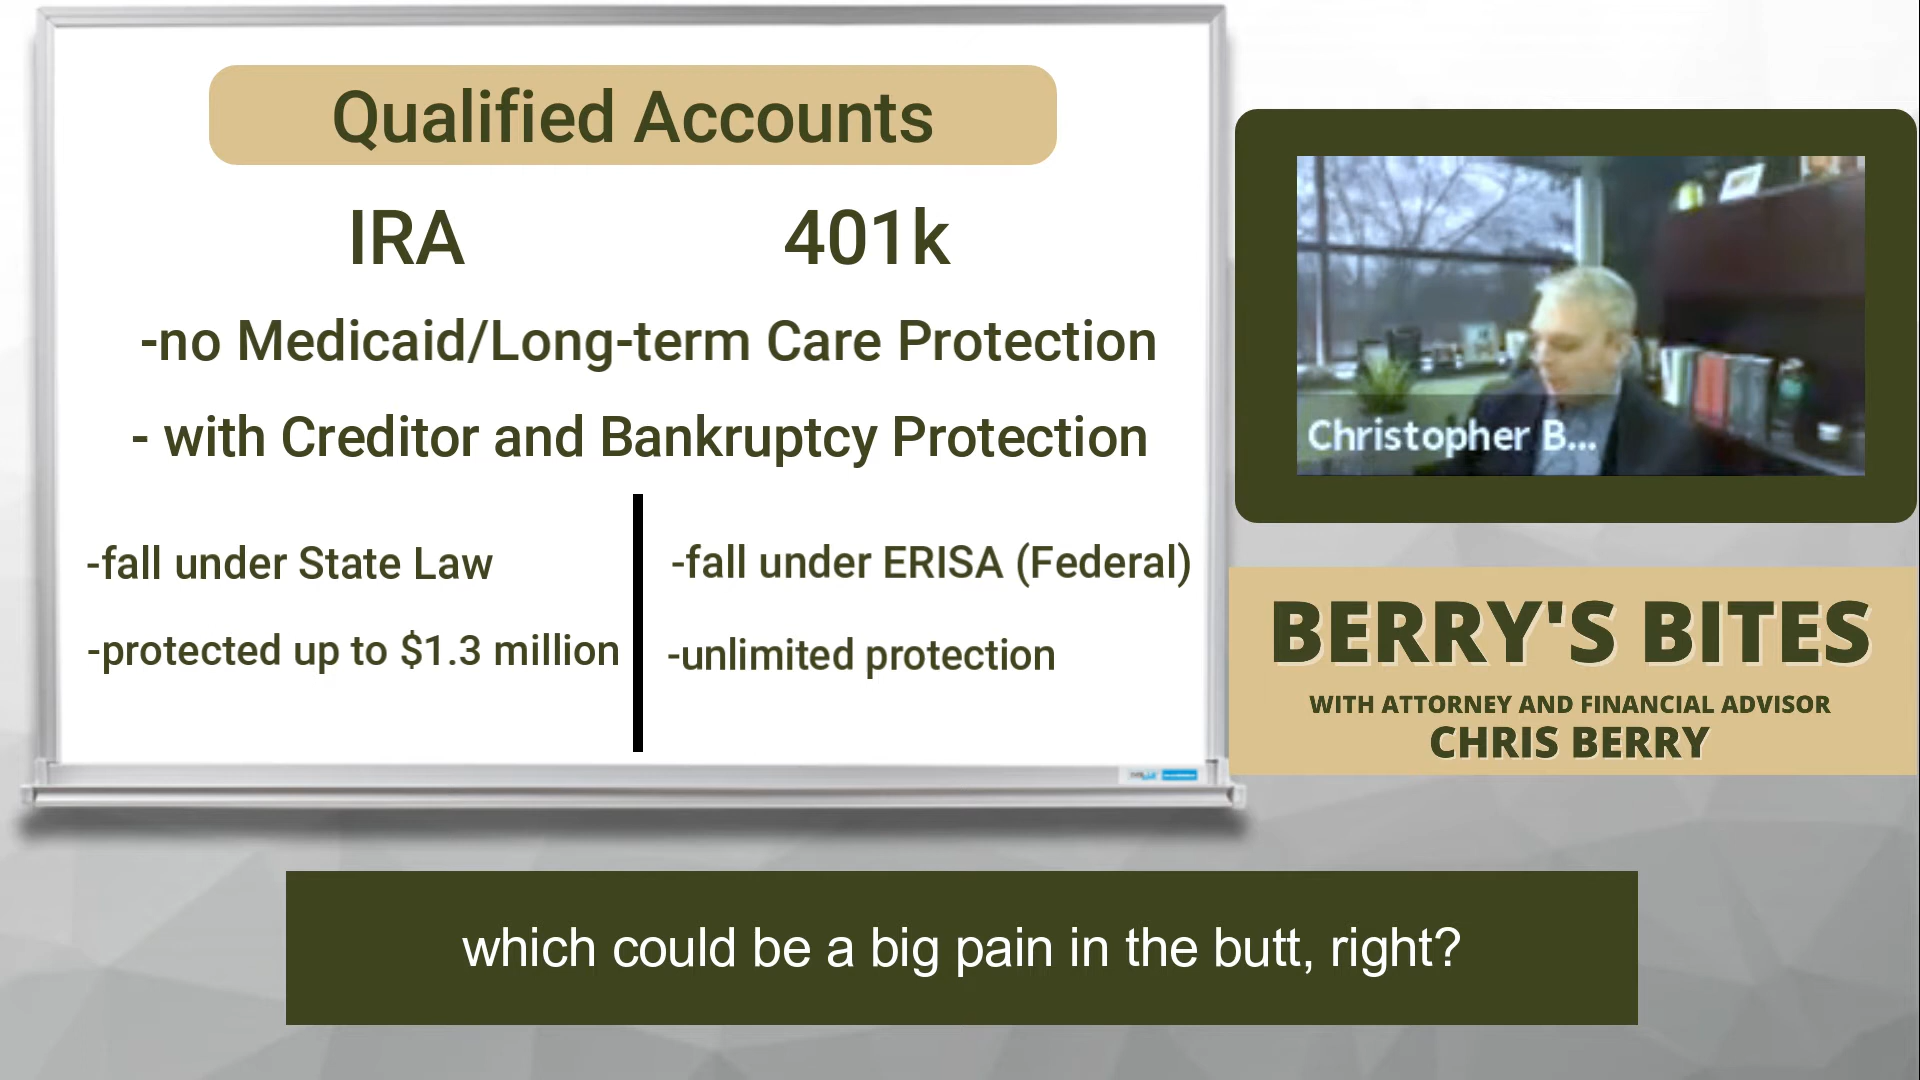 Qualified Accounts
IRA
401k
-no Medicaid/Long-term Care Protection
- with Creditor and Bankruptcy Protection
-fall under State Law
-protected up to $1.3 million
-fall under ERISA (Federal)
-unlimited protection
Christopher B...
BERRY'S BITES
WITH ATTORNEY AND FINANCIAL ADVISOR
CHRIS BERRY
which could be a big pain in the butt, right?